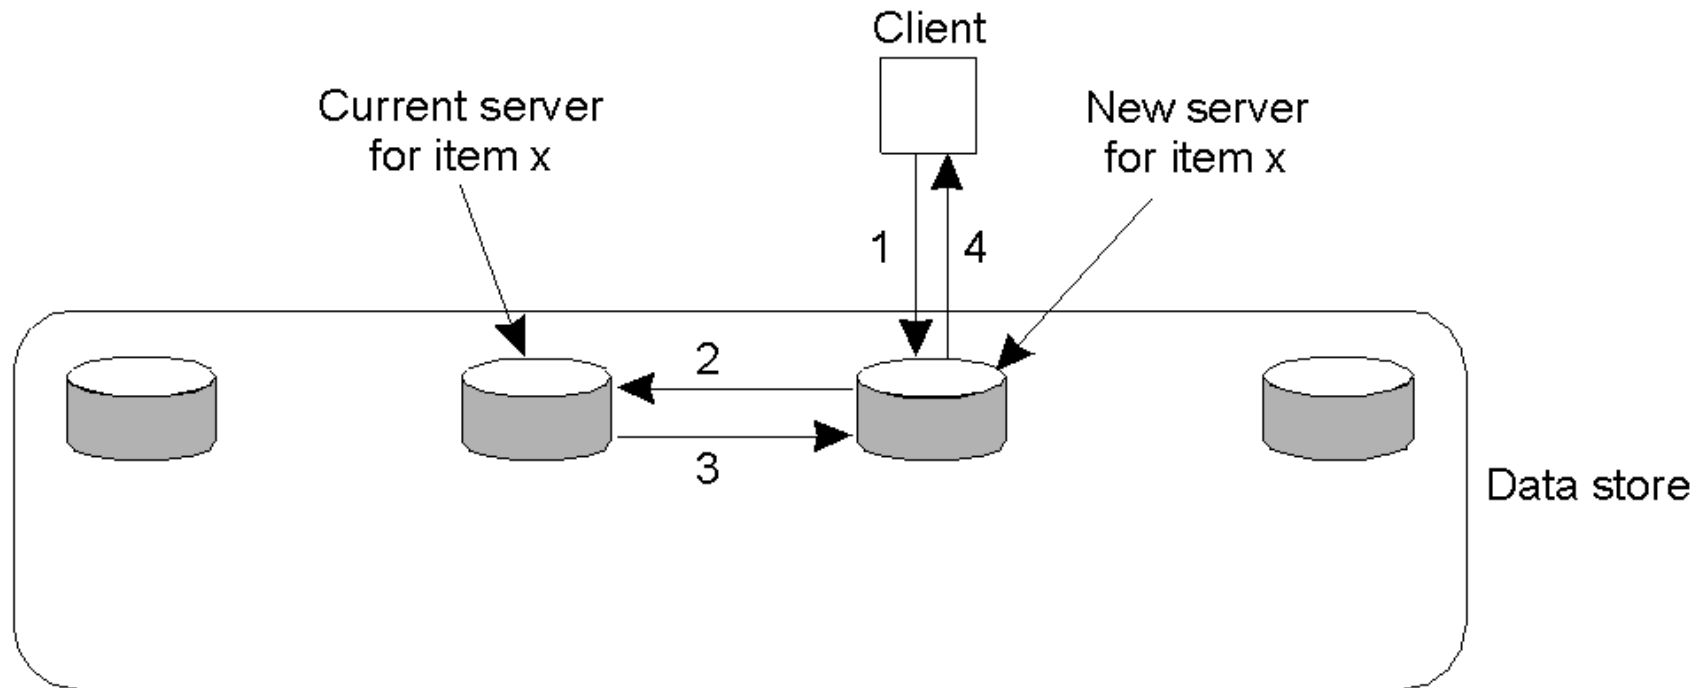 Client
Current server
for item x
New server
for item x
1
4
2
3
Data store